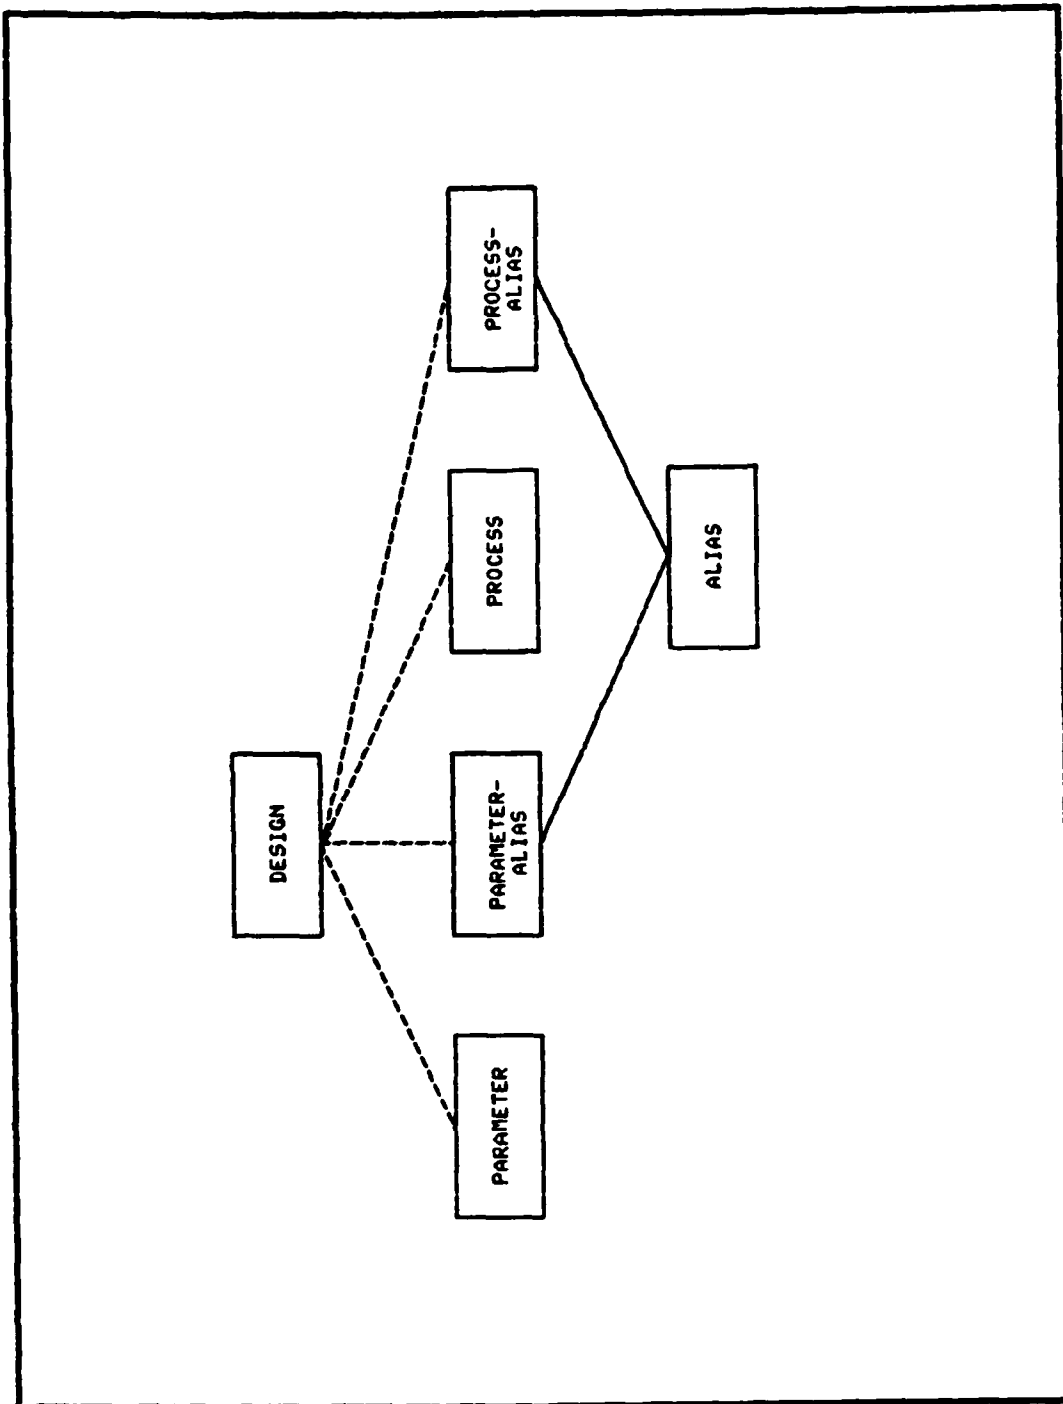 DESIGN
PARAMETER
PARAMETER-
ALIAS
PROCESS
PROCESS-
ALIAS
ALIAS